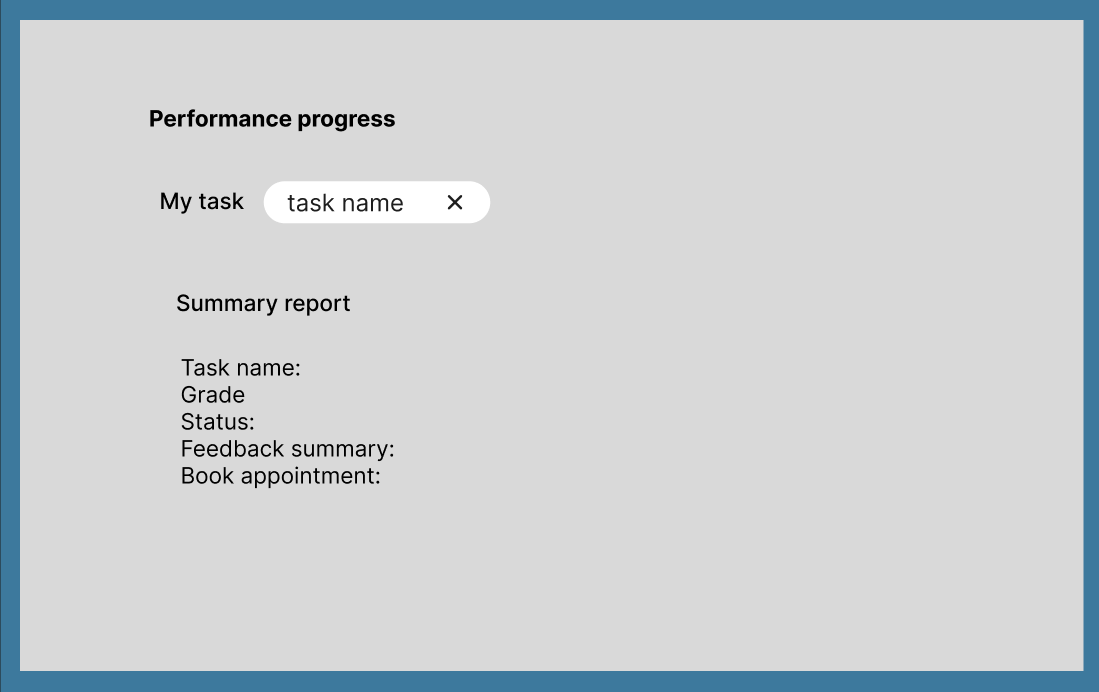 Performance progress
My task task name ✕
Summary report
Task name:
Grade
Status:
Feedback summary:
Book appointment: